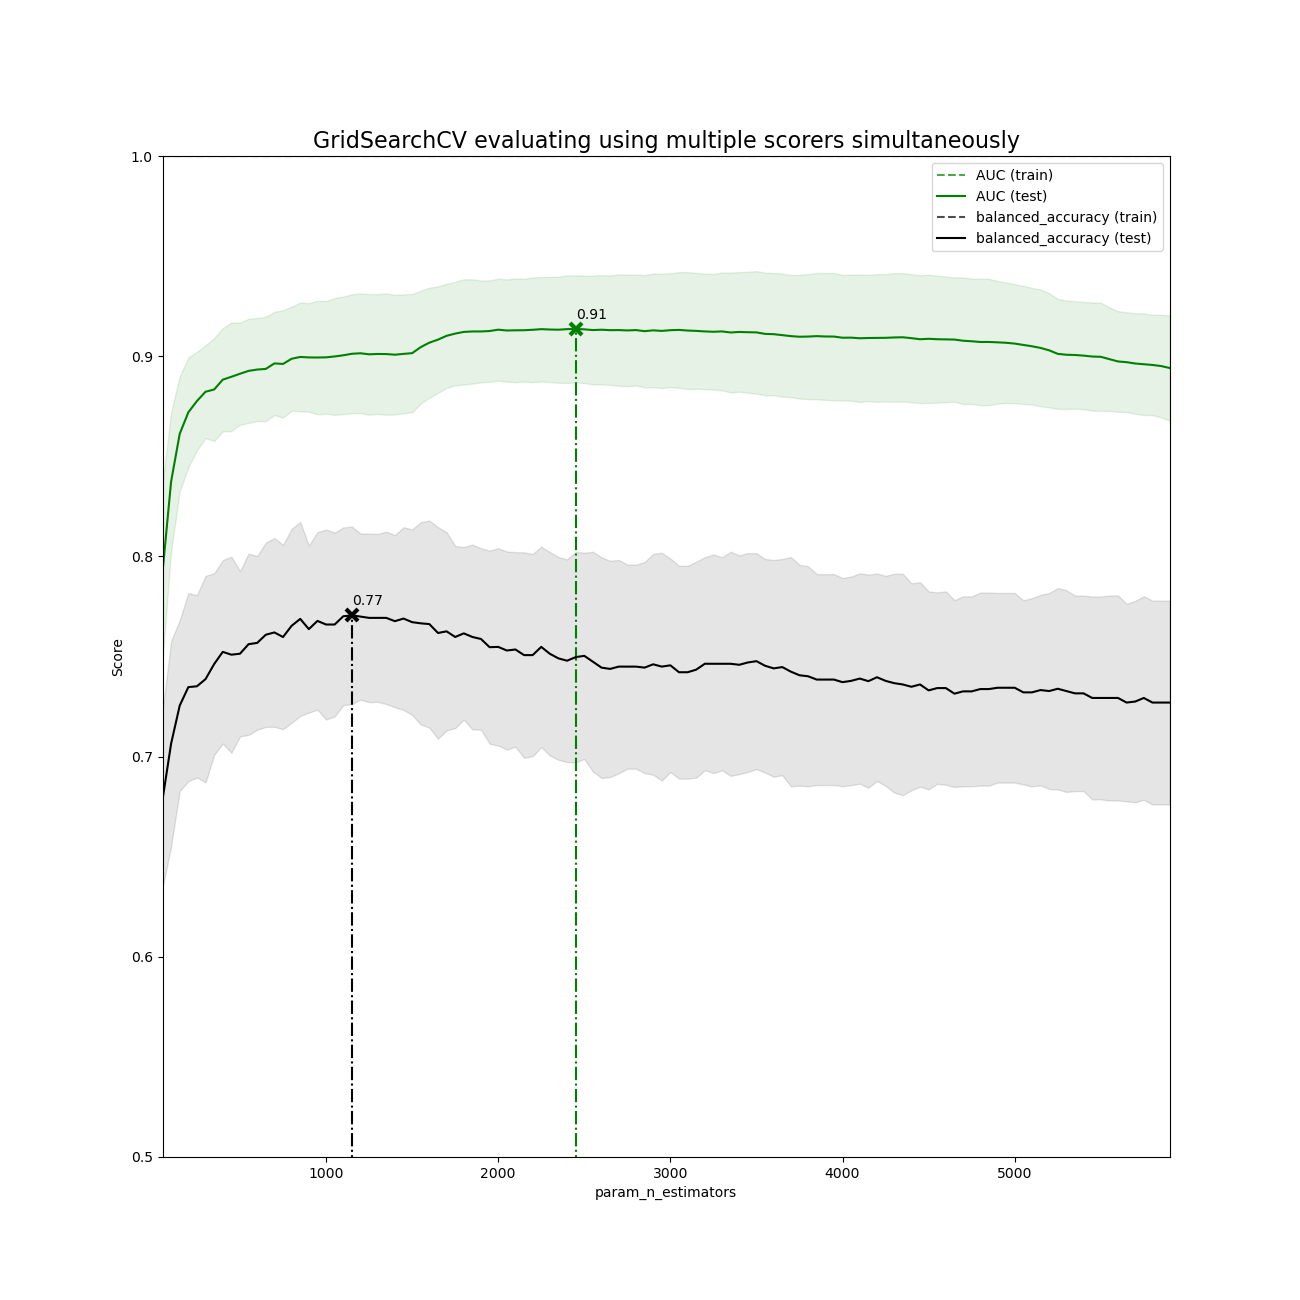 GridSearchCV evaluating using multiple scorers simultaneously
1.0
AUC (train)
AUC (test)
balanced_accuracy (train)
balanced_accuracy (test)
0.91
0.9
0.8
0.77
Score
0.7
0.6
0.5
1000 2000 3000 4000 5000
param_n_estimators